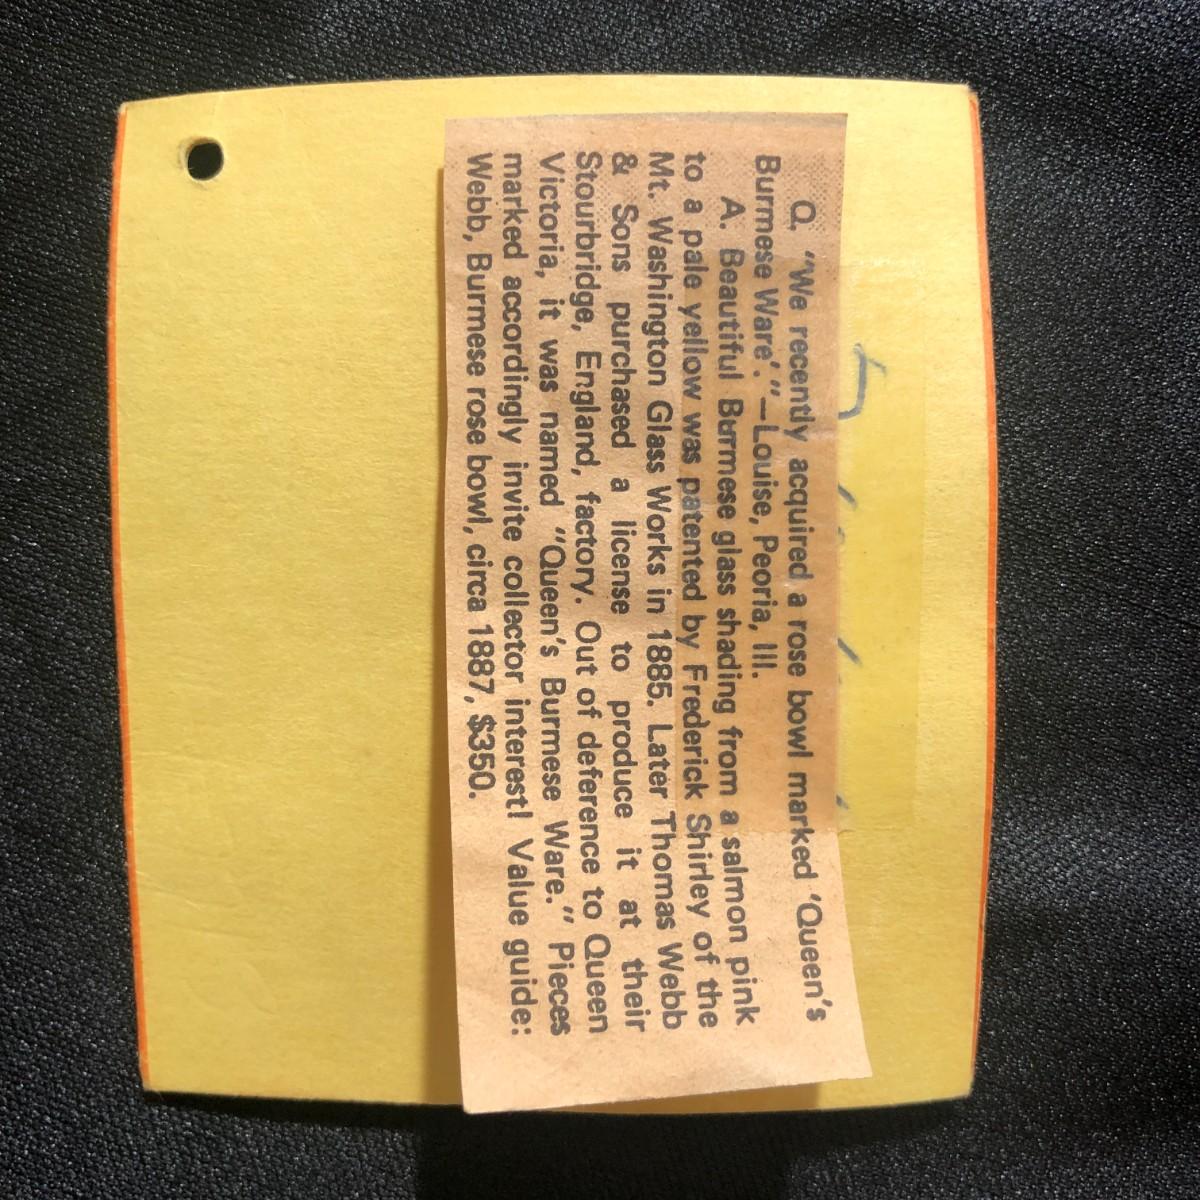 Q. "We recently acquired a rose bowl marked 'Queen's
Burmese Ware'." — Louise, Peoria, Ill.
A. Beautiful Burmese glass shading from a salmon pink
to a pale yellow was patented by Frederick Shirley of the
Mt. Washington Glass Works in 1885. Later Thomas Webb
& Sons purchased a license to produce it at their
Stourbridge, England, factory. Out of deference to Queen
Victoria, it was named "Queen's Burmese Ware." Pieces
marked accordingly invite collector interest! Value guide:
Webb, Burmese rose bowl, circa 1887, $350.